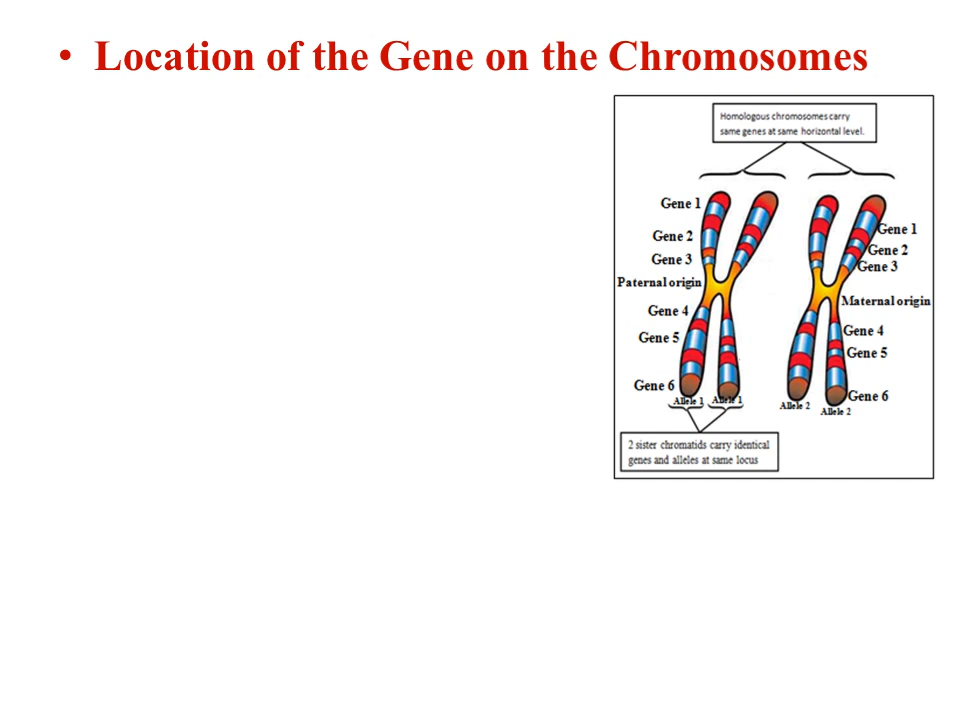 • Location of the Gene on the Chromosomes
Homologous chromosomes carry
same genes at same horizontal level.
Gene 1
Gene 2
Gene 3
Paternal origin
Gene 4
Gene 5
Gene 6
Allele 1
Allele 1
Gene 1
Gene 2
Gene 3
Maternal origin
Gene 4
Gene 5
Gene 6
Allele 2
Allele 2
2 sister chromatids carry identical
genes and alleles at same locus